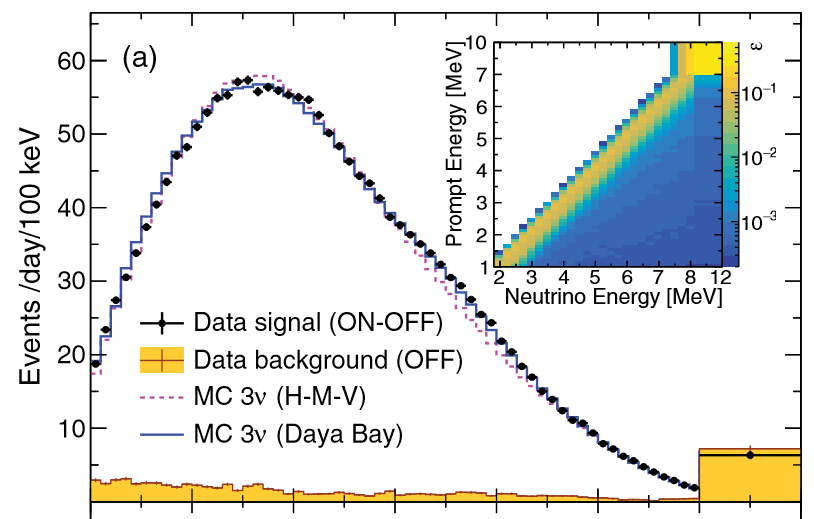 (a)
Events /day/100 keV
60
50
40
30
20
10
Data signal (ON-OFF)
Data background (OFF)
MC 3ν (H-M-V)
MC 3ν (Daya Bay)
Prompt Energy [MeV]
10
7
6
5
4
3
2
1
2 3 4 5 6 7 8 12
Neutrino Energy [MeV]
ε
10⁻¹
10⁻²
10⁻³